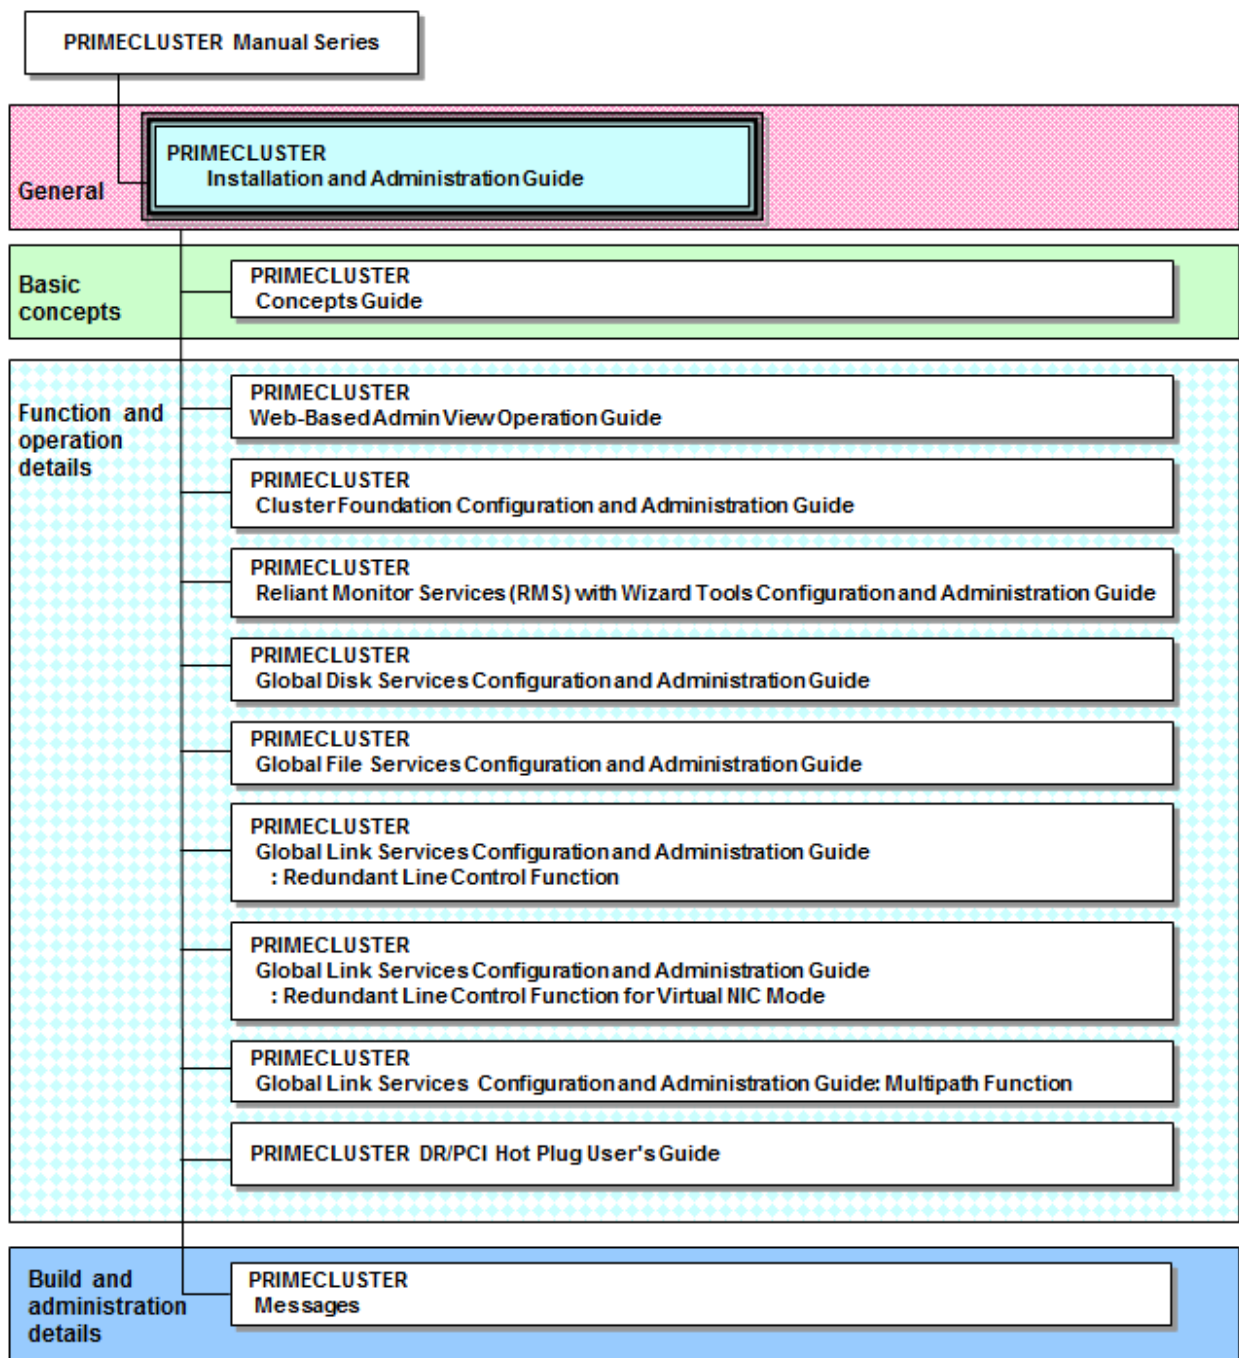 PRIMECLUSTER Manual Series
General
PRIMECLUSTER
Installation and Administration Guide
Basic
concepts
PRIMECLUSTER
Concepts Guide
Function and
operation
details
PRIMECLUSTER
Web-Based Admin View Operation Guide
PRIMECLUSTER
Cluster Foundation Configuration and Administration Guide
PRIMECLUSTER
Reliant Monitor Services (RMS) with Wizard Tools Configuration and Administration Guide
PRIMECLUSTER
Global Disk Services Configuration and Administration Guide
PRIMECLUSTER
Global File Services Configuration and Administration Guide
PRIMECLUSTER
Global Link Services Configuration and Administration Guide
: Redundant Line Control Function
PRIMECLUSTER
Global Link Services Configuration and Administration Guide
: Redundant Line Control Function for Virtual NIC Mode
PRIMECLUSTER
Global Link Services Configuration and Administration Guide: Multipath Function
PRIMECLUSTER DR/PCI Hot Plug User's Guide
Build and
administration
details
PRIMECLUSTER
Messages